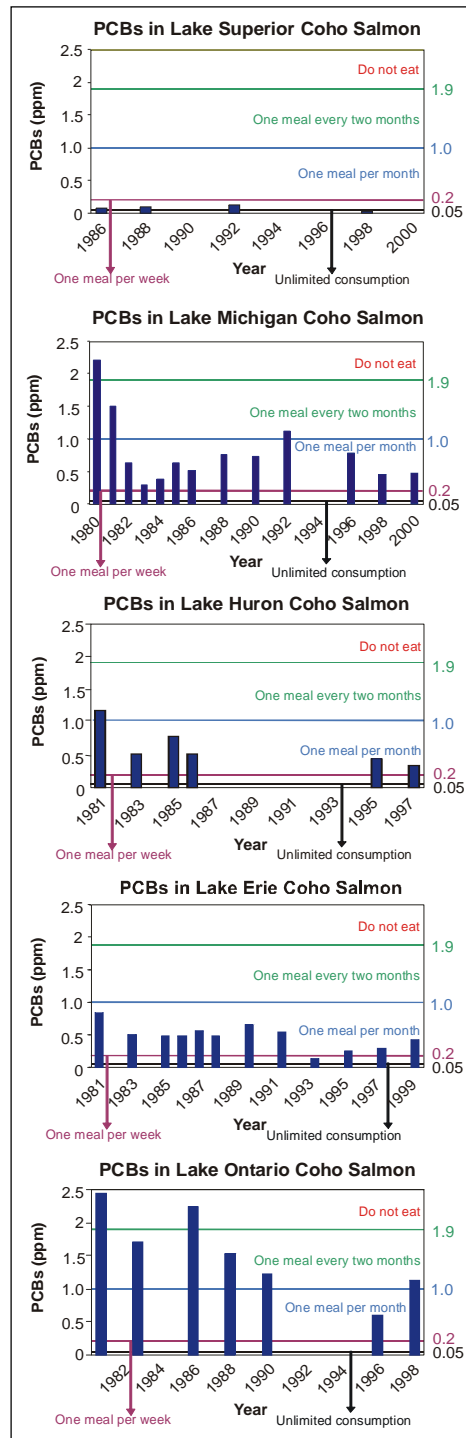 PCBs in Lake Superior Coho Salmon
PCBs (ppm)
2.5
2
1.5
1.0
0.5
0
Do not eat
1.9
One meal every two months
1.0
One meal per month
0.2
0.05
1986
1988
1990
1992
1994
1996
1998
2000
Year
One meal per week
Unlimited consumption
PCBs in Lake Michigan Coho Salmon
PCBs (ppm)
2.5
2.0
1.5
1.0
0.5
0
Do not eat
1.9
One meal every two months
1.0
One meal per month
0.2
0.05
1980
1982
1984
1986
1988
1990
1992
1994
1996
1998
2000
Year
One meal per week
Unlimited consumption
PCBs in Lake Huron Coho Salmon
PCBs (ppm)
2.5
2
1.5
1.0
0.5
0
Do not eat
1.9
One meal every two months
1.0
One meal per month
0.2
0.05
1981
1983
1985
1987
1989
1991
1993
1995
1997
Year
One meal per week
Unlimited consumption
PCBs in Lake Erie Coho Salmon
PCBs (ppm)
2.5
2.0
1.5
1.0
0.5
0
Do not eat
1.9
One meal every two months
1.0
One meal per month
0.2
0.05
1981
1983
1985
1987
1989
1991
1993
1995
1997
1999
Year
One meal per week
Unlimited consumption
PCBs in Lake Ontario Coho Salmon
PCBs (ppm)
2.5
2.0
1.5
1.0
0.5
0
Do not eat
1.9
One meal every two months
1.0
One meal per month
0.2
0.05
1982
1984
1986
1988
1990
1992
1994
1996
1998
Year
One meal per week
Unlimited consumption